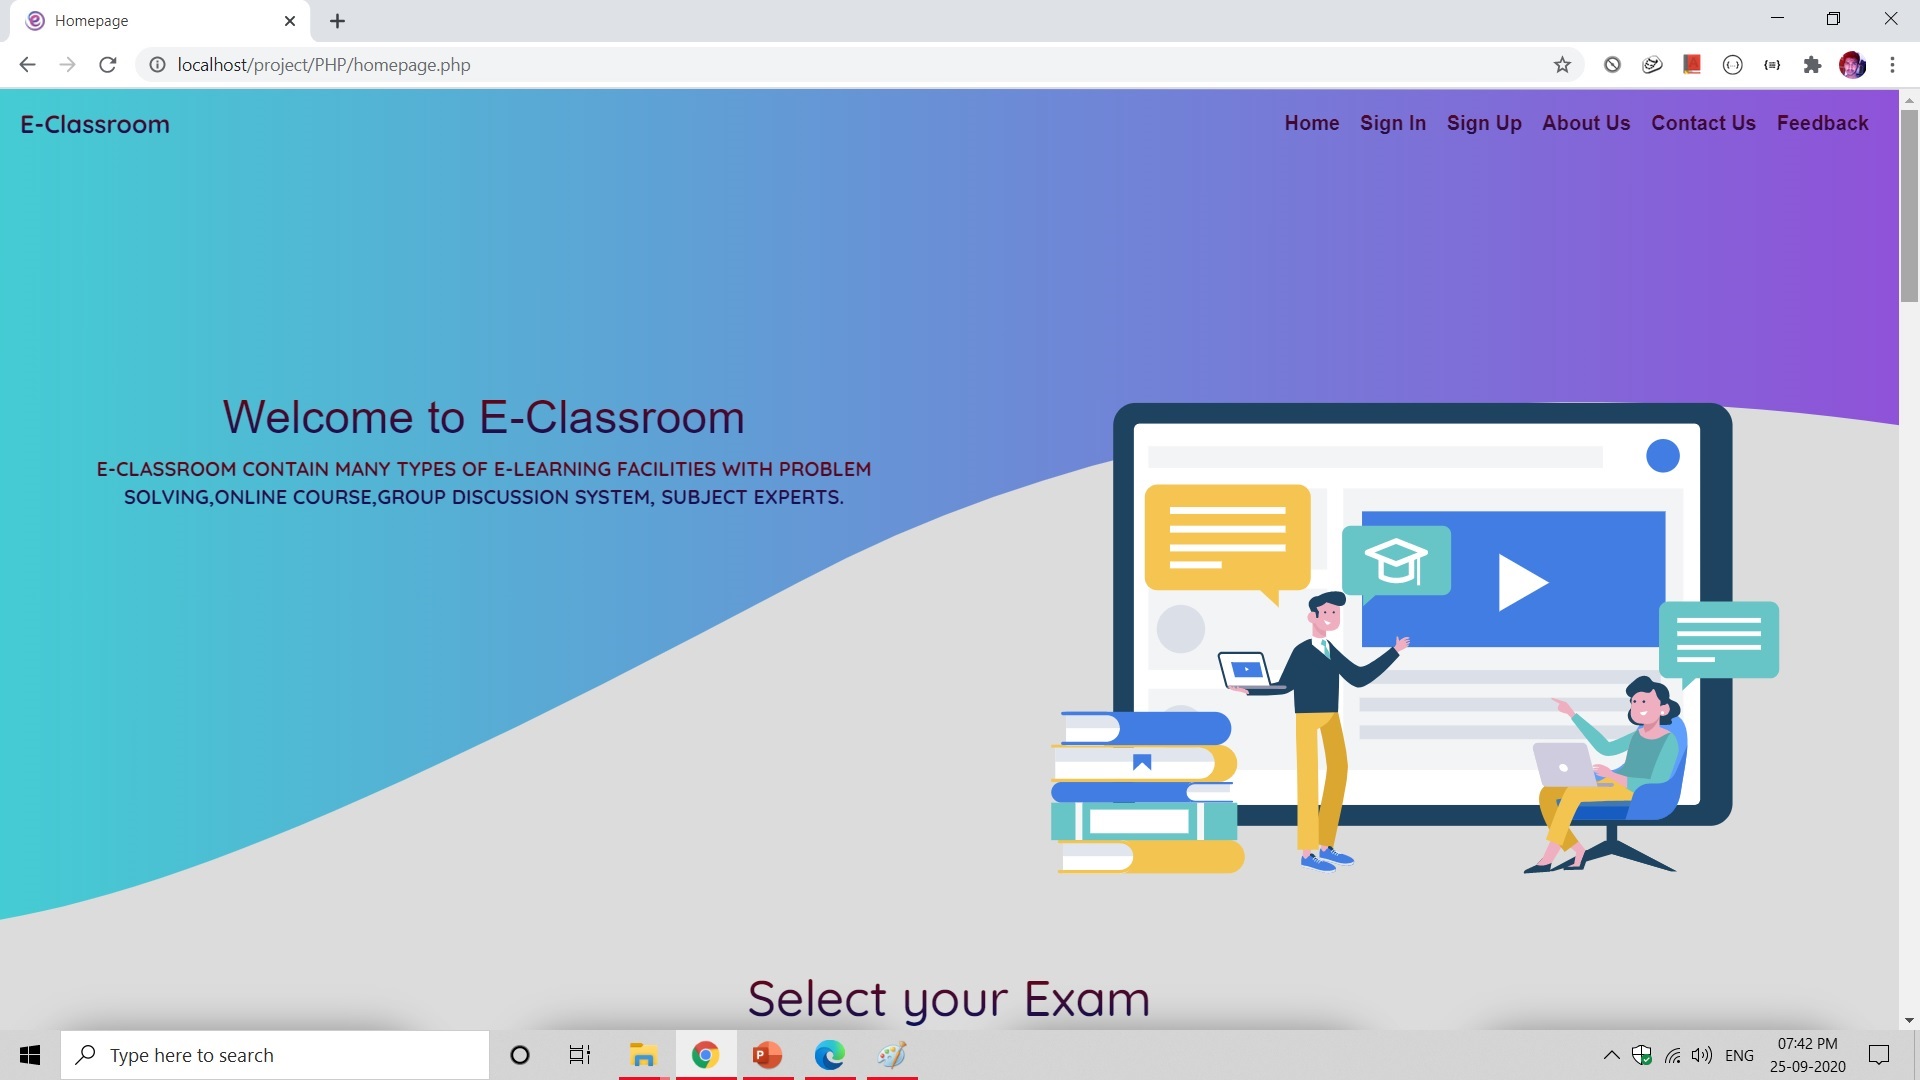 Homepage
localhost/project/PHP/homepage.php
E-Classroom
Home Sign In Sign Up About Us Contact Us Feedback
Welcome to E-Classroom
E-CLASSROOM CONTAIN MANY TYPES OF E-LEARNING FACILITIES WITH PROBLEM
SOLVING,ONLINE COURSE,GROUP DISCUSSION SYSTEM, SUBJECT EXPERTS.
Select your Exam
Type here to search
ENG
07:42 PM
25-09-2020